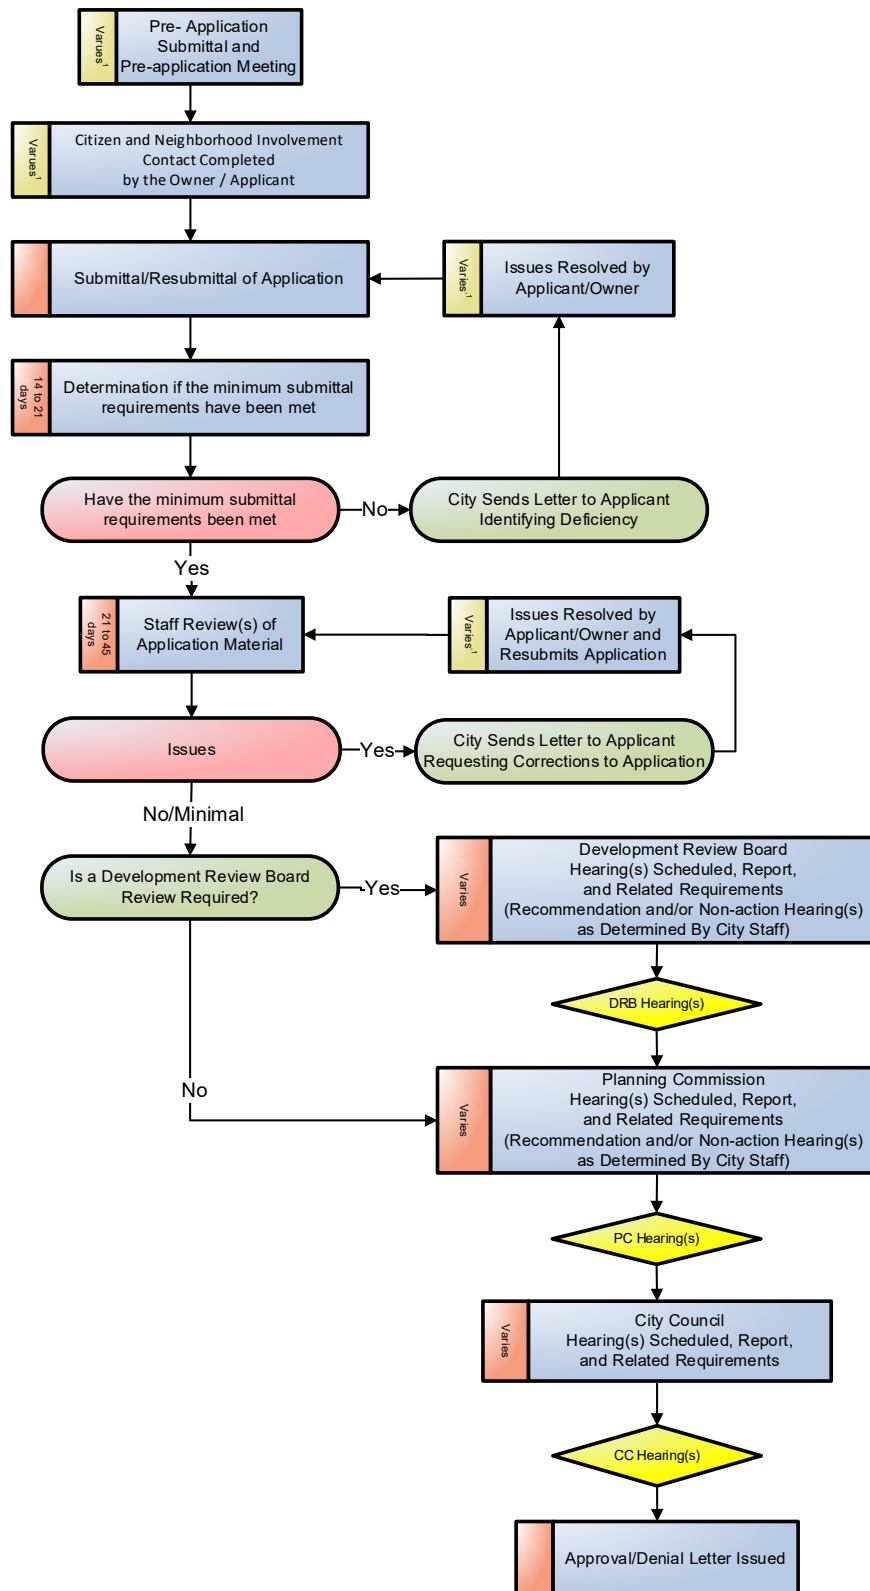 Varues¹
Pre- Application
Submittal and
Pre-application Meeting
Varues¹
Citizen and Neighborhood Involvement
Contact Completed
by the Owner / Applicant
Submittal/Resubmittal of Application
Varies.¹
Issues Resolved by
Applicant/Owner
14 to 21
days
Determination if the minimum submittal
requirements have been met
Have the minimum submittal
requirements been met
No
City Sends Letter to Applicant
Identifying Deficiency
Yes
21 to 45
days
Staff Review(s) of
Application Material
Varies.¹
Issues Resolved by
Applicant/Owner and
Resubmits Application
Issues
Yes
City Sends Letter to Applicant
Requesting Corrections to Application
No/Minimal
Is a Development Review Board
Review Required?
Yes
Varies
Development Review Board
Hearing(s) Scheduled, Report,
and Related Requirements
(Recommendation and/or Non-action Hearing(s)
as Determined By City Staff)
DRB Hearing(s)
No
Varies
Planning Commission
Hearing(s) Scheduled, Report,
and Related Requirements
(Recommendation and/or Non-action Hearing(s)
as Determined By City Staff)
PC Hearing(s)
Varies
City Council
Hearing(s) Scheduled, Report,
and Related Requirements
CC Hearing(s)
Approval/Denial Letter Issued